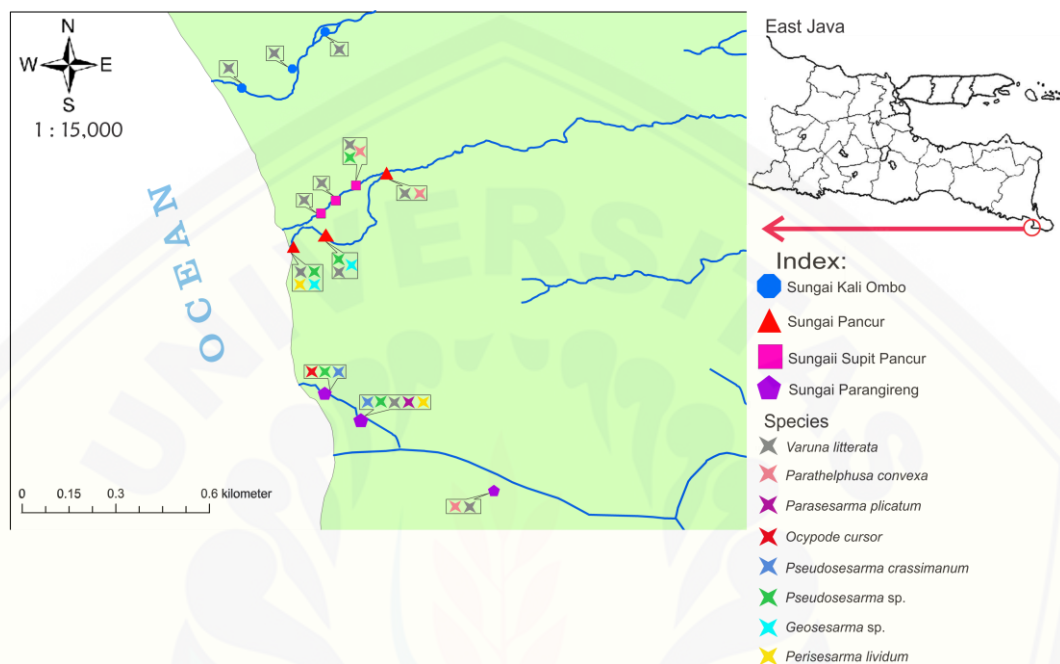 N
W E
S
1 : 15,000
OCEAN
0 0.15 0.3 0.6 kilometer
East Java
Index:
Sungai Kali Ombo
Sungai Pancur
Sungaii Supit Pancur
Sungai Parangireng
Species
Varuna litterata
Parathelphusa convexa
Parasesarma plicatum
Ocypode cursor
Pseudosesarma crassimanum
Pseudosesarma sp.
Geosesarma sp.
Perisesarma lividum
UNIVERSITAS